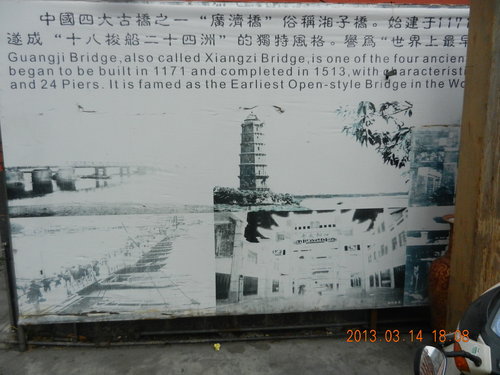 中國四大古橋之一 “廣濟橋” 俗稱湘子橋。始建于1171
遂成 “十八梭船二十四洲” 的獨特風格。譽爲 “世界上最早
Guangji Bridge, also called Xiangzi Bridge, is one of the four ancien
began to be built in 1171 and completed in 1513, with characteristi
and 24 Piers. It is famed as the Earliest Open-style Bridge in the Wo
2013.03.14 18:08